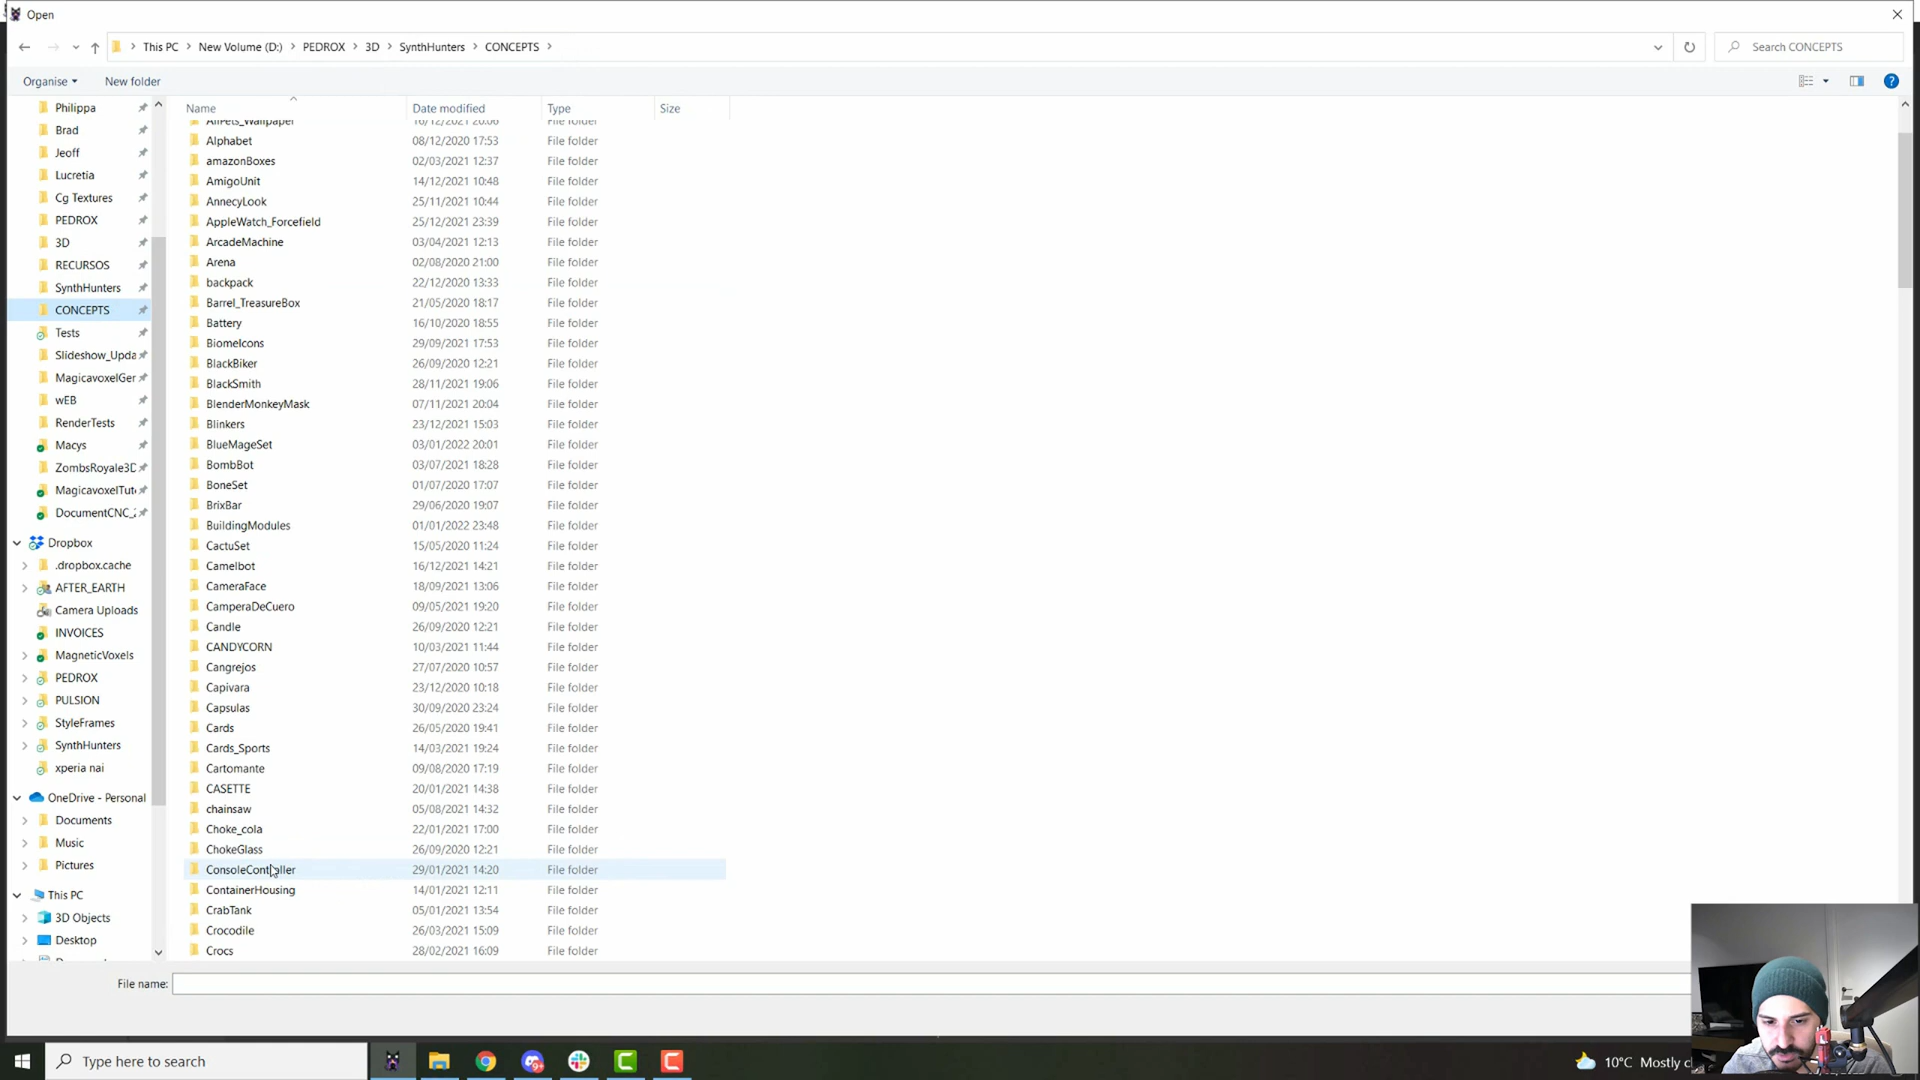 Open
This PC > New Volume (D:) > PEDROX > 3D > SynthHunters > CONCEPTS >
Search CONCEPTS
Organise
New folder
Name
Date modified
Type
Size
Philippa
Brad
Jeoff
Lucretia
Cg Textures
PEDROX
3D
RECURSOS
SynthHunters
CONCEPTS
Tests
Slideshow_Upda
MagicavoxelGer
wEB
RenderTests
Macys
ZombsRoyale3D
MagicavoxelTut
DocumentCNC_
Dropbox
.dropbox.cache
AFTER_EARTH
Camera Uploads
INVOICES
MagneticVoxels
PEDROX
PULSION
StyleFrames
SynthHunters
xperia nai
OneDrive - Personal
Documents
Music
Pictures
This PC
3D Objects
Desktop
AllPets_Wallpaper 16/12/2021 20:06 File folder
Alphabet 08/12/2020 17:53 File folder
amazonBoxes 02/03/2021 12:37 File folder
AmigoUnit 14/12/2021 10:48 File folder
AnnecyLook 25/11/2021 10:44 File folder
AppleWatch_Forcefield 25/12/2021 23:39 File folder
ArcadeMachine 03/04/2021 12:13 File folder
Arena 02/08/2020 21:00 File folder
backpack 22/12/2020 13:33 File folder
Barrel_TreasureBox 21/05/2020 18:17 File folder
Battery 16/10/2020 18:55 File folder
BiomeIcons 29/09/2021 17:53 File folder
BlackBiker 26/09/2020 12:21 File folder
BlackSmith 28/11/2021 19:06 File folder
BlenderMonkeyMask 07/11/2021 20:04 File folder
Blinkers 23/12/2021 15:03 File folder
BlueMageSet 03/01/2022 20:01 File folder
BombBot 03/07/2021 18:28 File folder
BoneSet 01/07/2020 17:07 File folder
BrixBar 29/06/2020 19:07 File folder
BuildingModules 01/01/2022 23:48 File folder
CactuSet 15/05/2020 11:24 File folder
Camelbot 16/12/2021 14:21 File folder
CameraFace 18/09/2021 13:06 File folder
CamperaDeCuero 09/05/2021 19:20 File folder
Candle 26/09/2020 12:21 File folder
CANDYCORN 10/03/2021 11:44 File folder
Cangrejos 27/07/2020 10:57 File folder
Capivara 23/12/2020 10:18 File folder
Capsulas 30/09/2020 23:24 File folder
Cards 26/05/2020 19:41 File folder
Cards_Sports 14/03/2021 19:24 File folder
Cartomante 09/08/2020 17:19 File folder
CASETTE 20/01/2021 14:38 File folder
chainsaw 05/08/2021 14:32 File folder
Choke_cola 22/01/2021 17:00 File folder
ChokeGlass 26/09/2020 12:21 File folder
ConsoleController 29/01/2021 14:20 File folder
ContainerHousing 14/01/2021 12:11 File folder
CrabTank 05/01/2021 13:54 File folder
Crocodile 26/03/2021 15:09 File folder
Crocs 28/02/2021 16:09 File folder
File name:
Type here to search
10°C Mostly